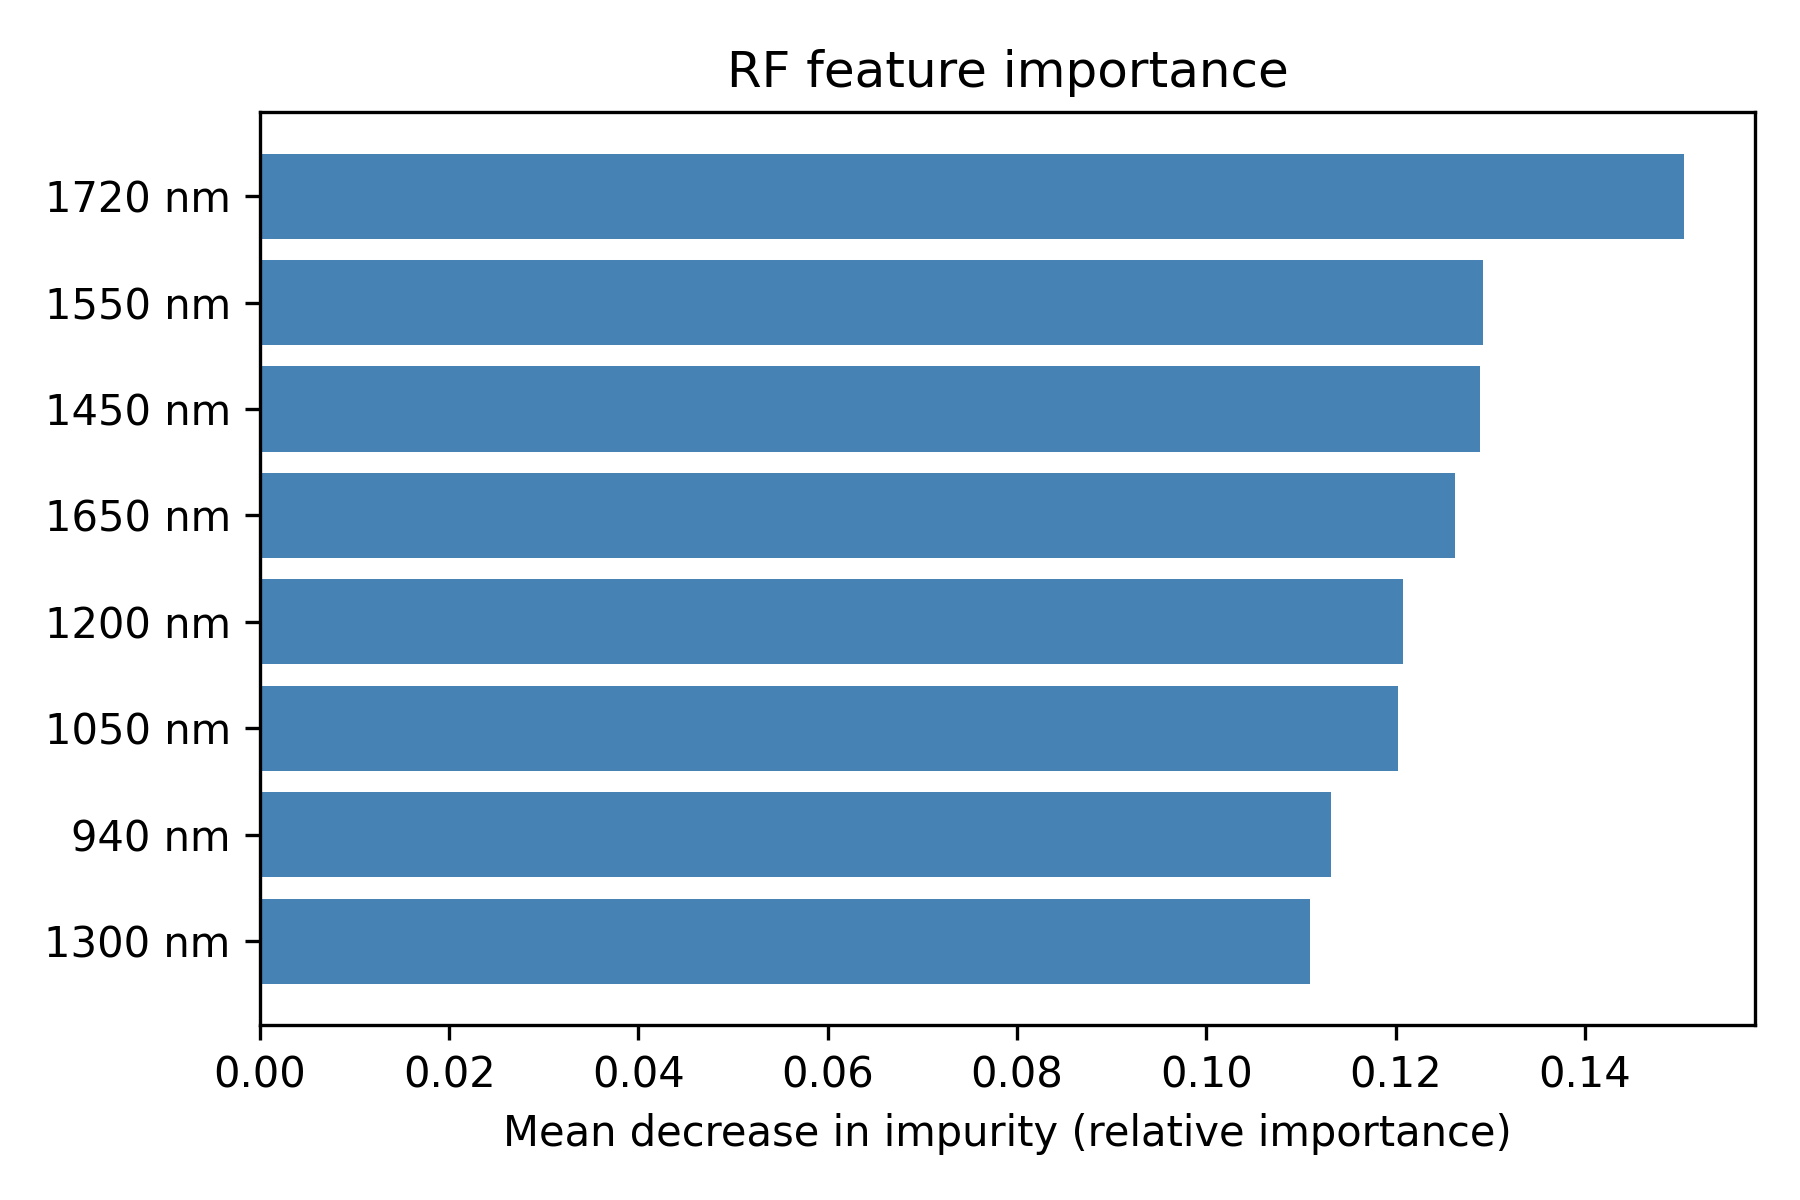 RF feature importance
1720 nm
1550 nm
1450 nm
1650 nm
1200 nm
1050 nm
940 nm
1300 nm
0.00 0.02 0.04 0.06 0.08 0.10 0.12 0.14
Mean decrease in impurity (relative importance)